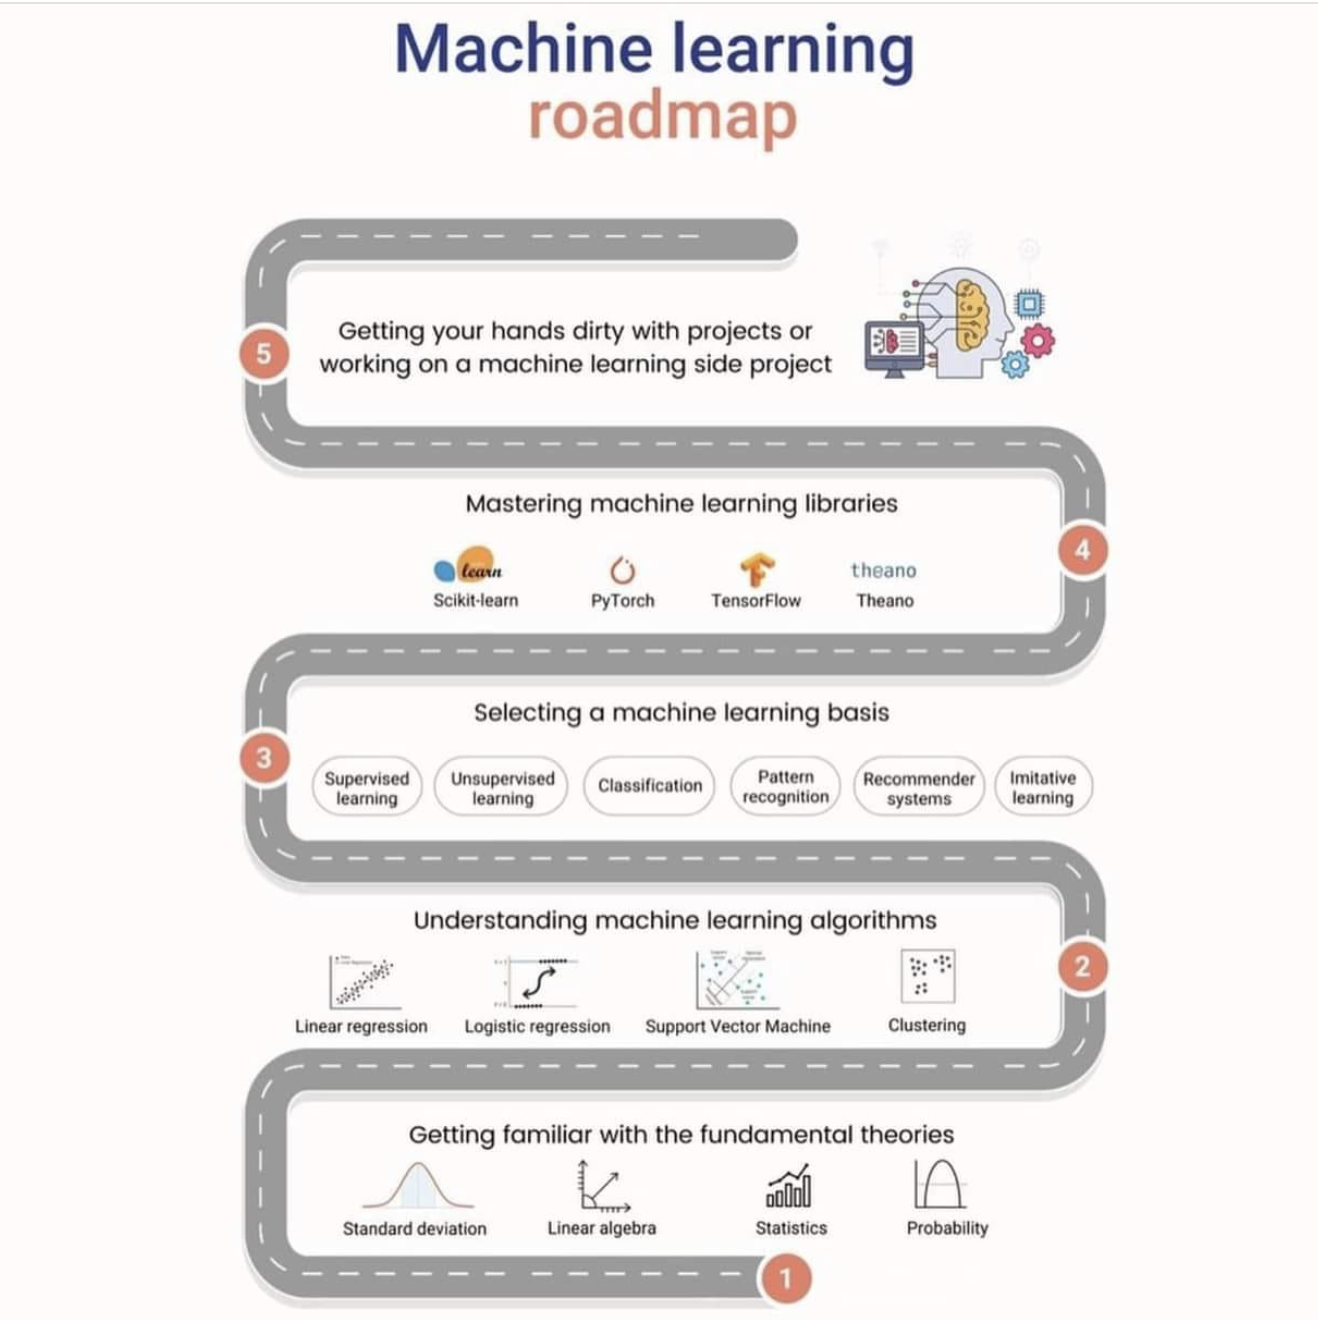 Machine learning
roadmap
5
Getting your hands dirty with projects or
working on a machine learning side project
4
Mastering machine learning libraries
learn
theano
Scikit-learn
PyTorch
TensorFlow
Theano
3
Selecting a machine learning basis
Supervised
learning
Unsupervised
learning
Classification
Pattern
recognition
Recommender
systems
Imitative
learning
2
Understanding machine learning algorithms
Linear regression
Logistic regression
Support Vector Machine
Clustering
Getting familiar with the fundamental theories
Standard deviation
Linear algebra
Statistics
Probability
1